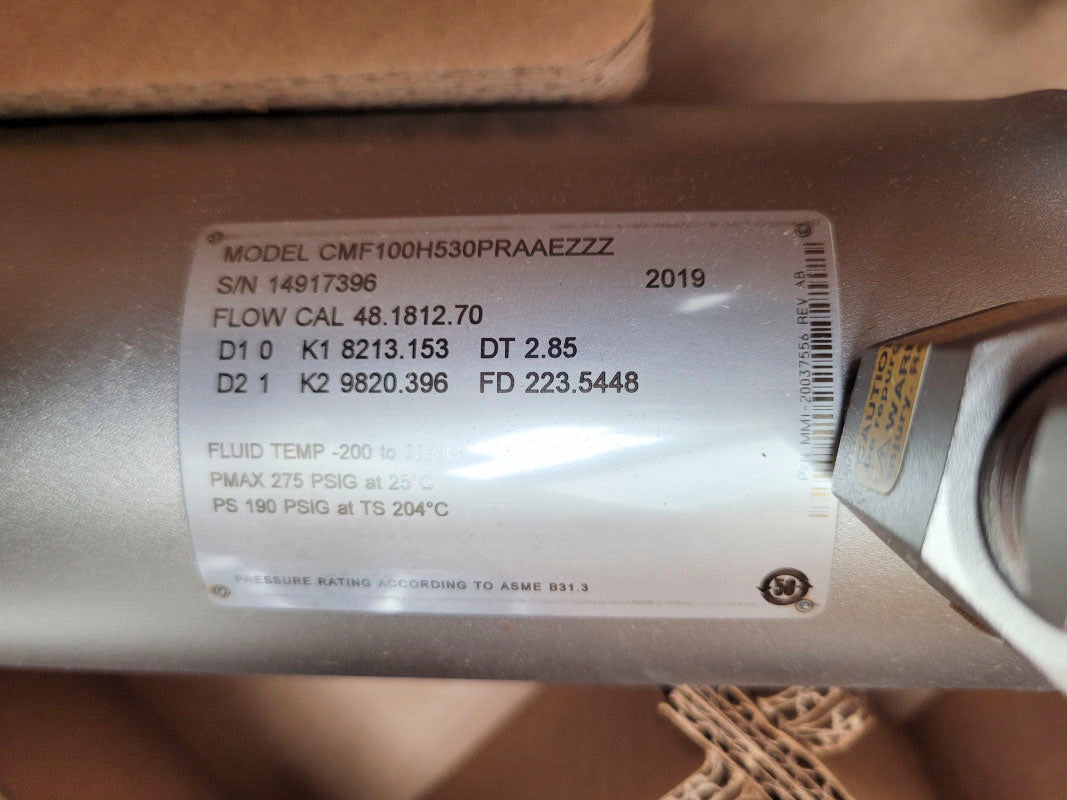 MODEL CMF100H530PRAAEZZZ
S/N 14917396 2019
FLOW CAL 48.1812.70
D1 0 K1 8213.153 DT 2.85
D2 1 K2 9820.396 FD 223.5448
FLUID TEMP -200 to
PMAX 275 PSIG at 25°C
PS 190 PSIG at TS 204°C
PRESSURE RATING ACCORDING TO ASME B31.3
50
P/N MMI-20037556 REV AB
CAUTIO